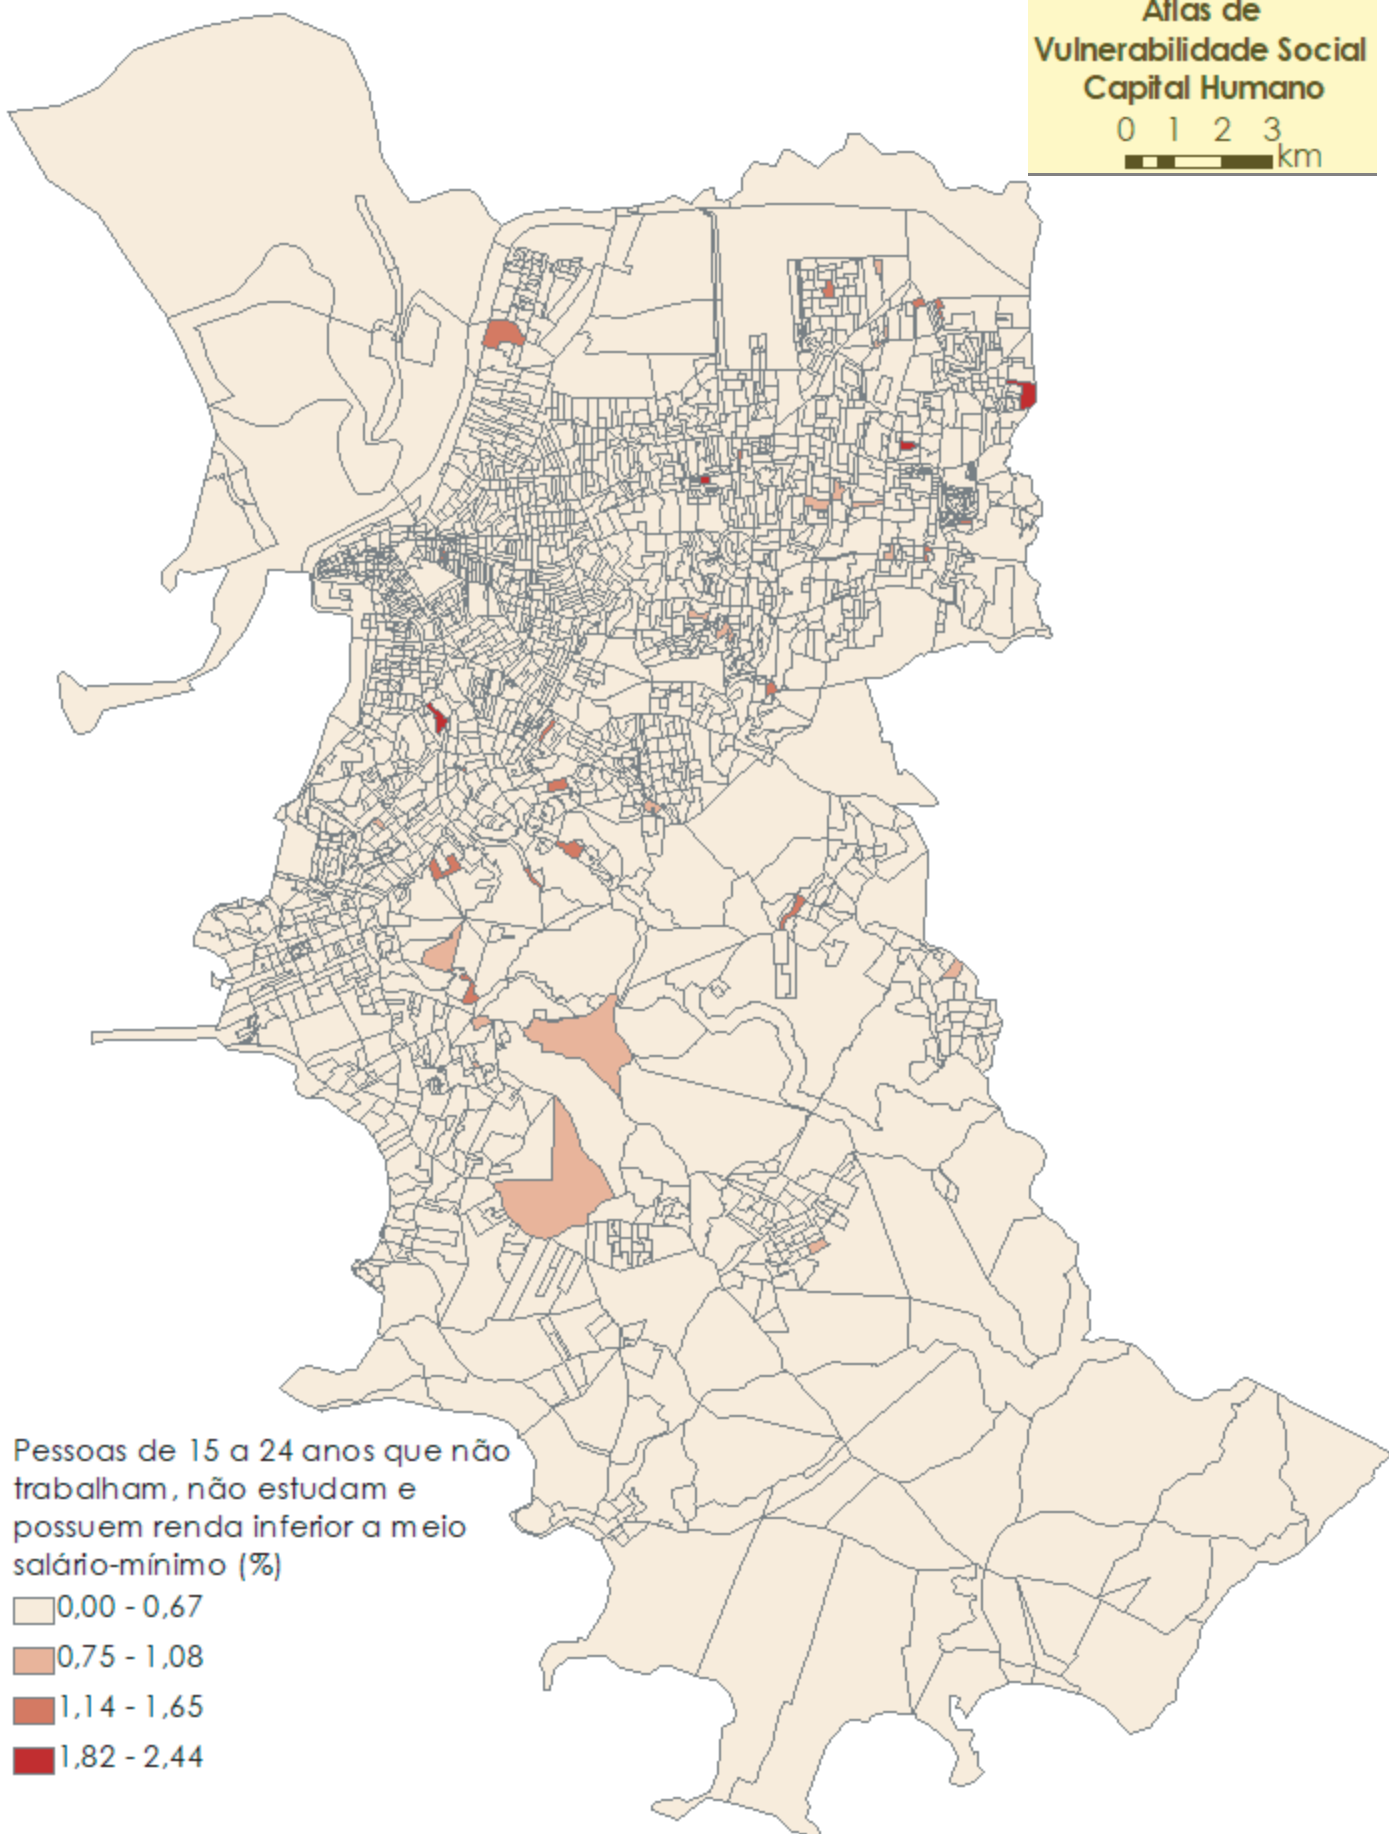 Atlas de
Vulnerabilidade Social
Capital Humano
0 1 2 3
km
Pessoas de 15 a 24 anos que não
trabalham, não estudam e
possuem renda inferior a meio
salário-mínimo (%)
0,00 - 0,67
0,75 - 1,08
1,14 - 1,65
1,82 - 2,44